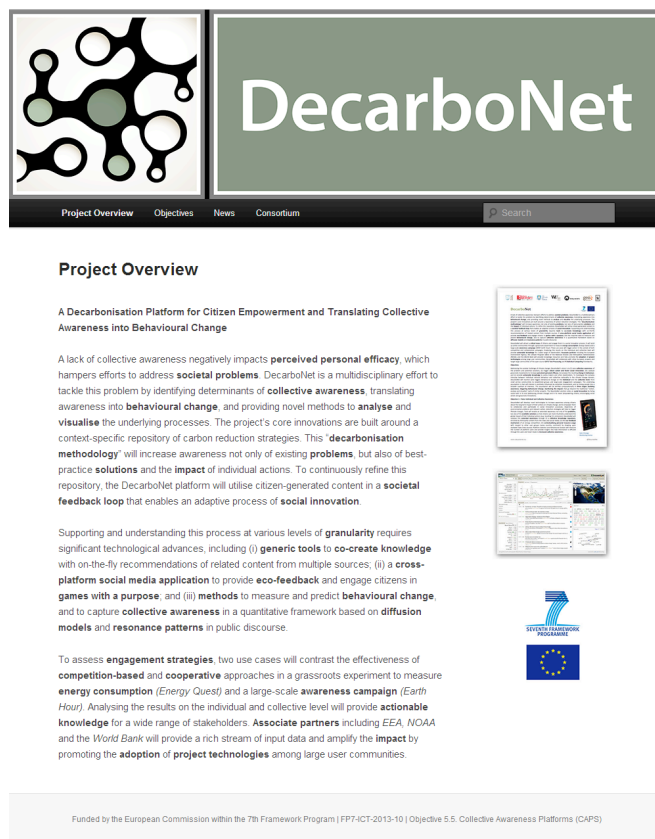 DecarboNet
Project Overview
Objectives
News
Consortium
Search
Project Overview
A Decarbonisation Platform for Citizen Empowerment and Translating Collective
Awareness into Behavioural Change
A lack of collective awareness negatively impacts perceived personal efficacy, which
hampers efforts to address societal problems. DecarboNet is a multidisciplinary effort to
tackle this problem by identifying determinants of collective awareness, translating
awareness into behavioural change, and providing novel methods to analyse and
visualise the underlying processes. The project's core innovations are built around a
context-specific repository of carbon reduction strategies. This "decarbonisation
methodology" will increase awareness not only of existing problems, but also of best-
practice solutions and the impact of individual actions. To continuously refine this
repository, the DecarboNet platform will utilise citizen-generated content in a societal
feedback loop that enables an adaptive process of social innovation.
Supporting and understanding this process at various levels of granularity requires
significant technological advances, including (i) generic tools to co-create knowledge
with on-the-fly recommendations of related content from multiple sources; (ii) a cross-
platform social media application to provide eco-feedback and engage citizens in
games with a purpose; and (iii) methods to measure and predict behavioural change,
and to capture collective awareness in a quantitative framework based on diffusion
models and resonance patterns in public discourse.
To assess engagement strategies, two use cases will contrast the effectiveness of
competition-based and cooperative approaches in a grassroots experiment to measure
energy consumption (Energy Quest) and a large-scale awareness campaign (Earth
Hour). Analysing the results on the individual and collective level will provide actionable
knowledge for a wide range of stakeholders. Associate partners including EEA, NOAA
and the World Bank will provide a rich stream of input data and amplify the impact by
promoting the adoption of project technologies among large user communities.
DecarboNet
SEVENTH FRAMEWORK
PROGRAMME
Funded by the European Commission within the 7th Framework Program | FP7-ICT-2013-10 | Objective 5.5. Collective Awareness Platforms (CAPS)